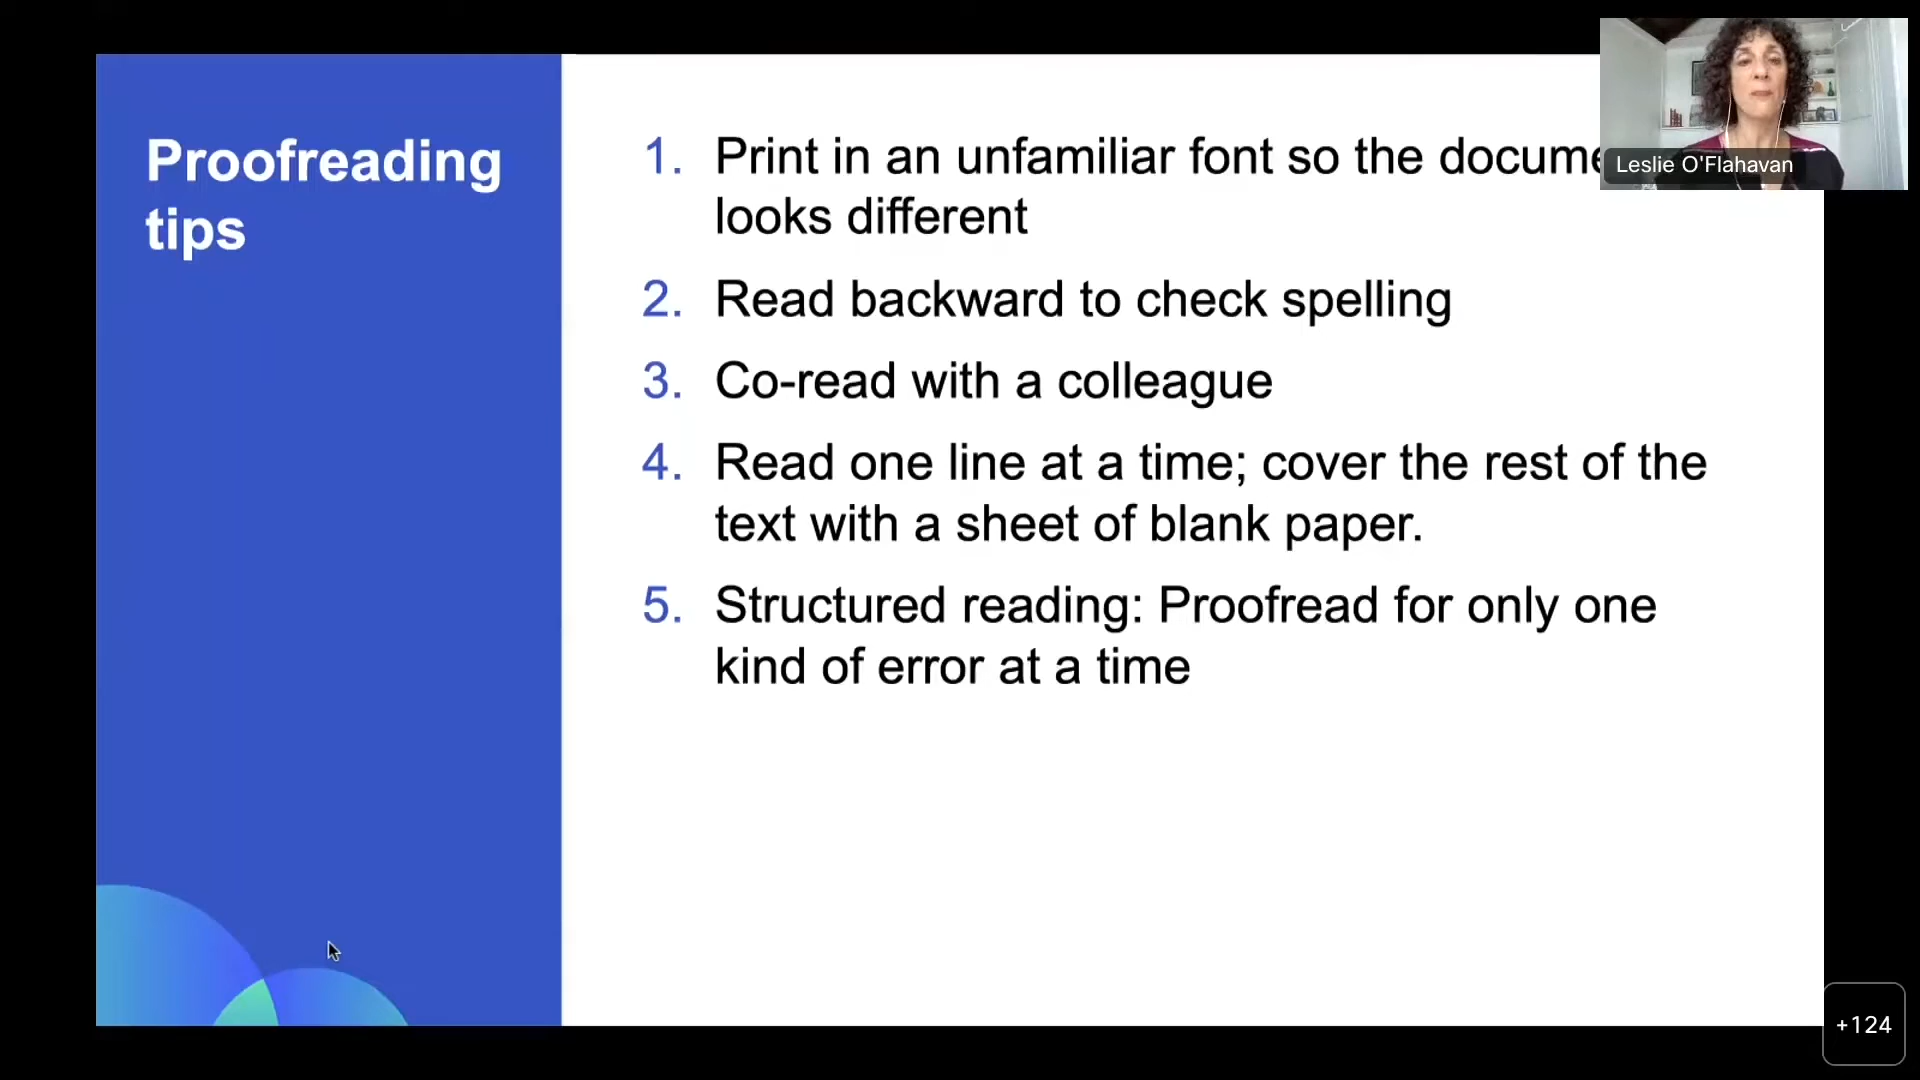 Proofreading
tips
1. Print in an unfamiliar font so the docume
looks different
2. Read backward to check spelling
3. Co-read with a colleague
4. Read one line at a time; cover the rest of the
text with a sheet of blank paper.
5. Structured reading: Proofread for only one
kind of error at a time
Leslie O'Flahavan
+124